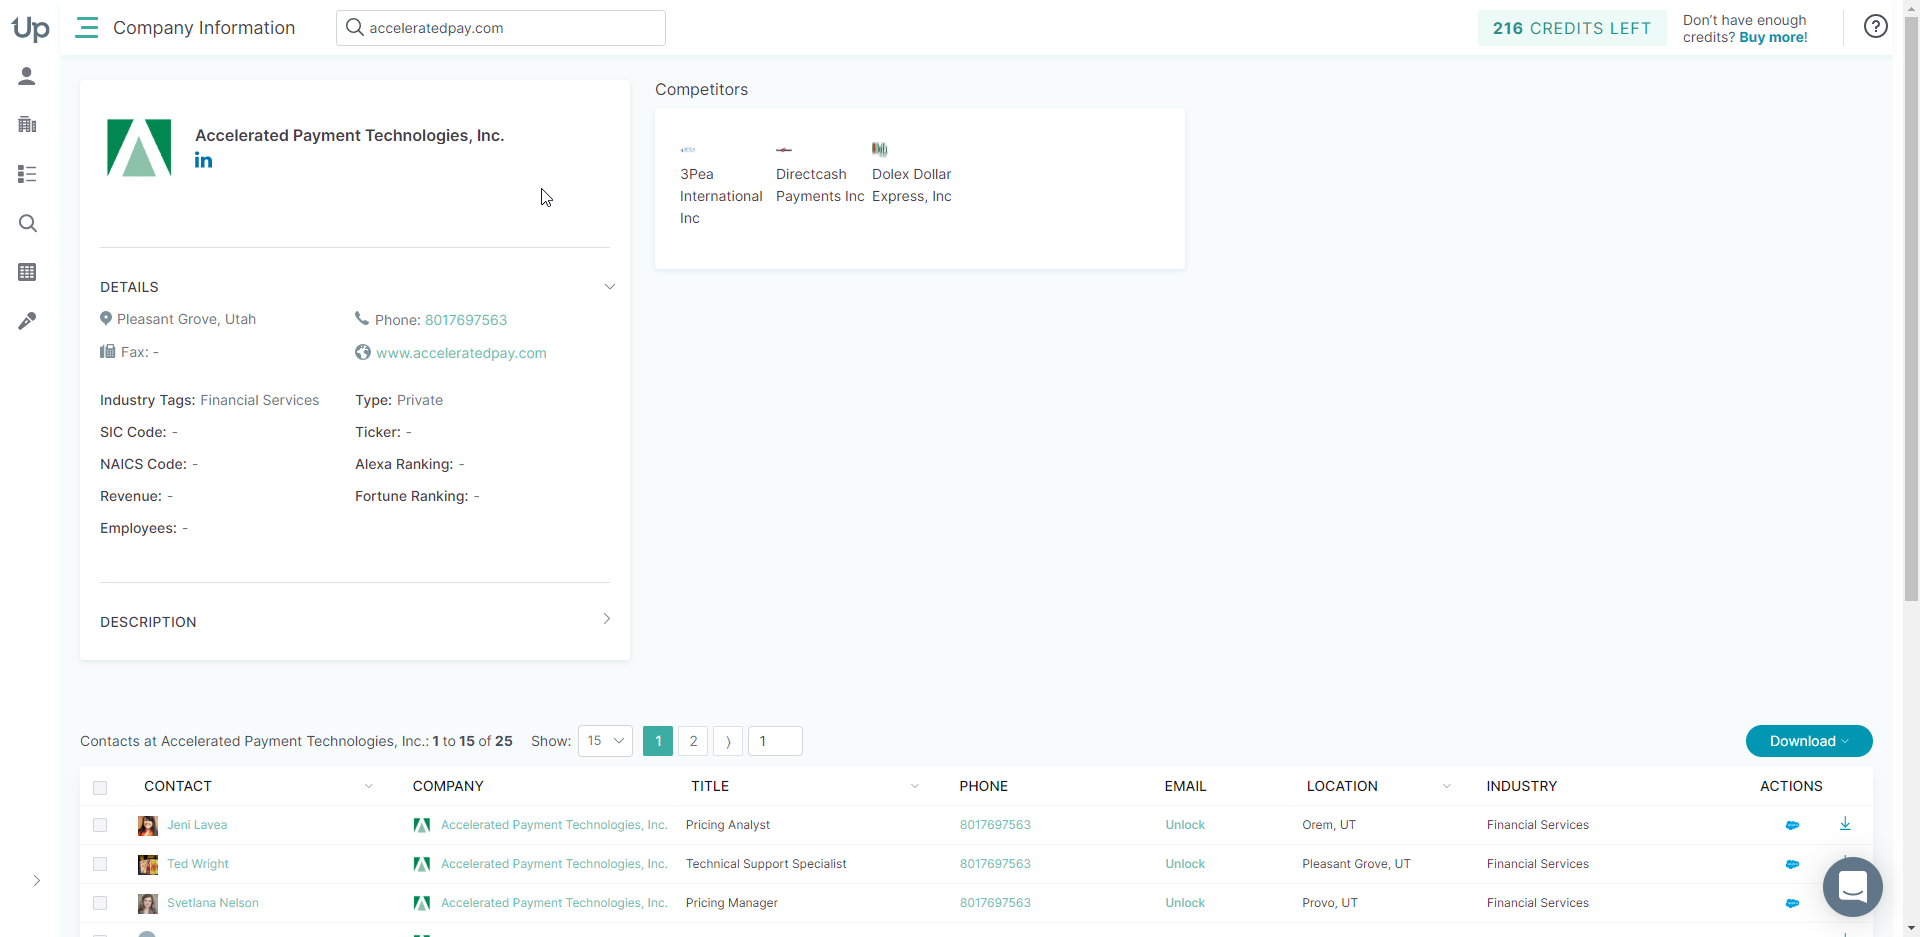 Up
Company Information
acceleratedpay.com
216 CREDITS LEFT
Don't have enough
credits? Buy more!
?
Accelerated Payment Technologies, Inc.
in
Competitors
3Pea
International
Inc
Directcash
Payments Inc
Dolex Dollar
Express, Inc
DETAILS
Pleasant Grove, Utah
Phone: 8017697563
Fax: -
www.acceleratedpay.com
Industry Tags: Financial Services
Type: Private
SIC Code: -
Ticker: -
NAICS Code: -
Alexa Ranking: -
Revenue: -
Fortune Ranking: -
Employees: -
DESCRIPTION
Contacts at Accelerated Payment Technologies, Inc.: 1 to 15 of 25 Show: 15 1 2 ⟩ 1
Download
CONTACT COMPANY TITLE PHONE EMAIL LOCATION INDUSTRY ACTIONS
Jeni Lavea Accelerated Payment Technologies, Inc. Pricing Analyst 8017697563 Unlock Orem, UT Financial Services
Ted Wright Accelerated Payment Technologies, Inc. Technical Support Specialist 8017697563 Unlock Pleasant Grove, UT Financial Services
Svetlana Nelson Accelerated Payment Technologies, Inc. Pricing Manager 8017697563 Unlock Provo, UT Financial Services